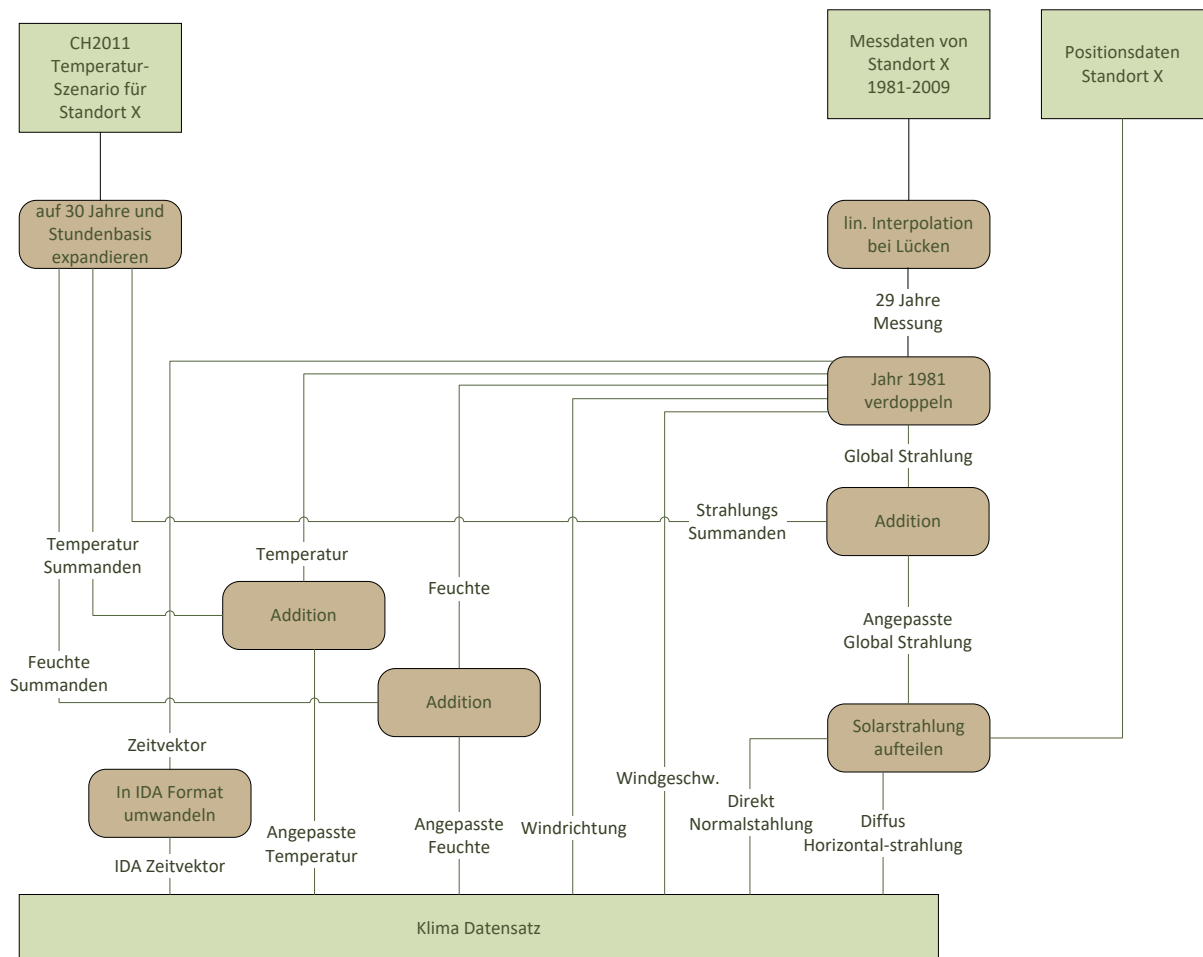 CH2011
Temperatur-
Szenario für
Standort X
Messdaten von
Standort X
1981-2009
Positionsdaten
Standort X
auf 30 Jahre und
Stundenbasis
expandieren
lin. Interpolation
bei Lücken
29 Jahre
Messung
Jahr 1981
verdoppeln
Global Strahlung
Strahlungs
Summanden
Addition
Temperatur
Summanden
Temperatur
Addition
Feuchte
Angepasste
Global Strahlung
Feuchte
Summanden
Addition
Solarstrahlung
aufteilen
Zeitvektor
In IDA Format
umwandeln
Windgeschw.
Direkt
Normalstahlung
Diffus
Horizontal-strahlung
Angepasste
Temperatur
Angepasste
Feuchte
Windrichtung
IDA Zeitvektor
Klima Datensatz